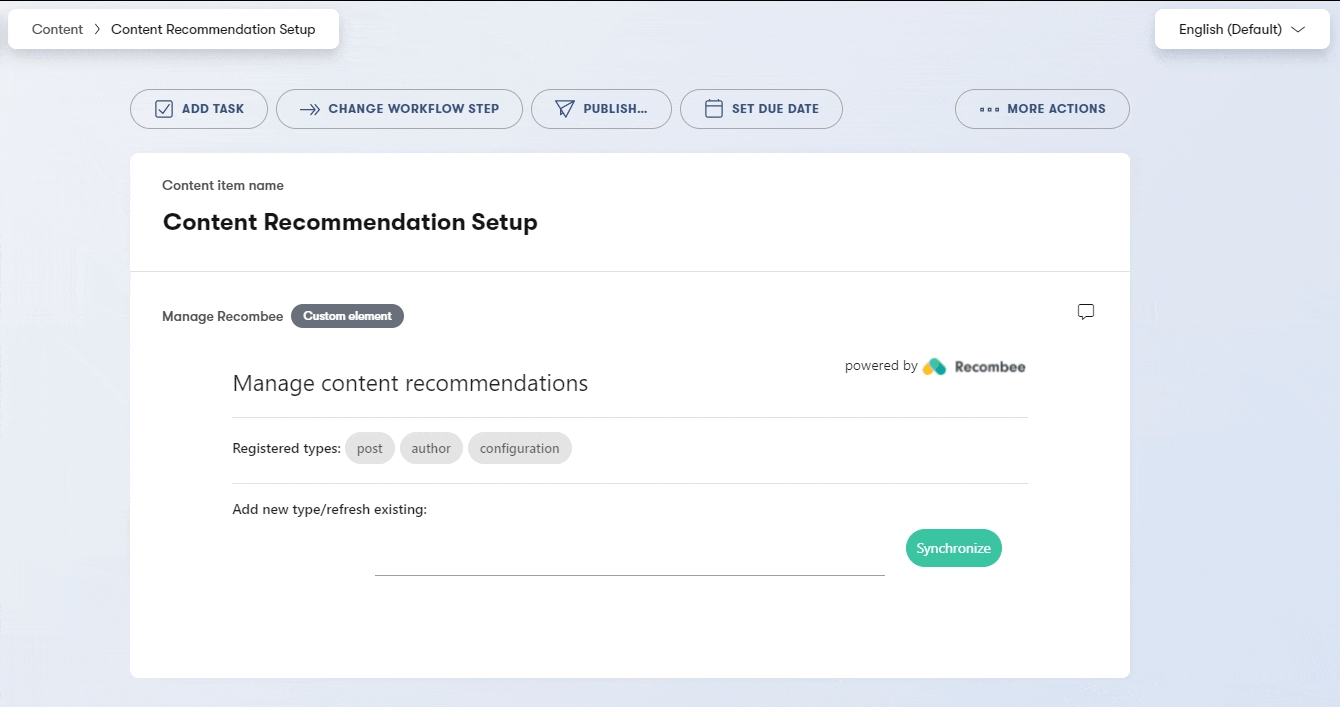 Content > Content Recommendation Setup
English (Default)
ADD TASK
CHANGE WORKFLOW STEP
PUBLISH...
SET DUE DATE
MORE ACTIONS
Content item name
Content Recommendation Setup
Manage Recombee Custom element
powered by Recombee
Manage content recommendations
Registered types: post author configuration
Add new type/refresh existing:
Synchronize